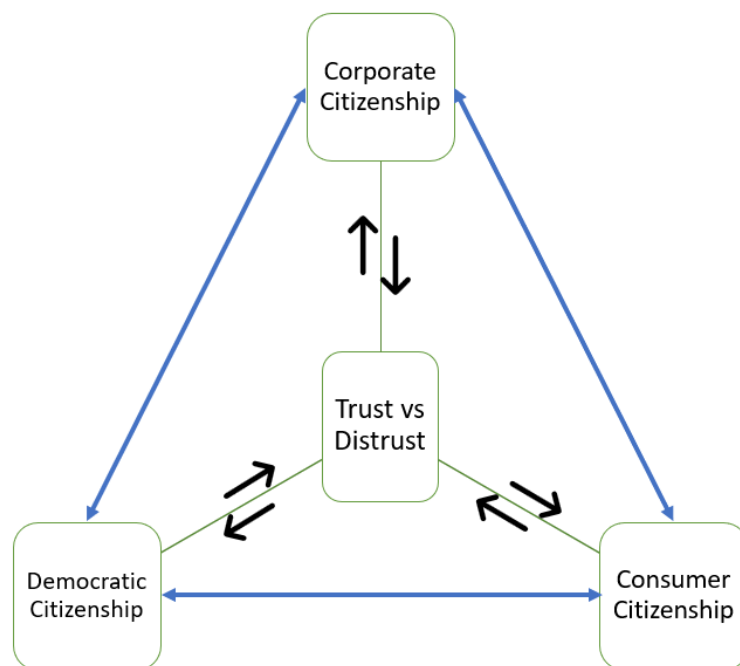 Corporate
Citizenship
Trust vs
Distrust
Democratic
Citizenship
Consumer
Citizenship